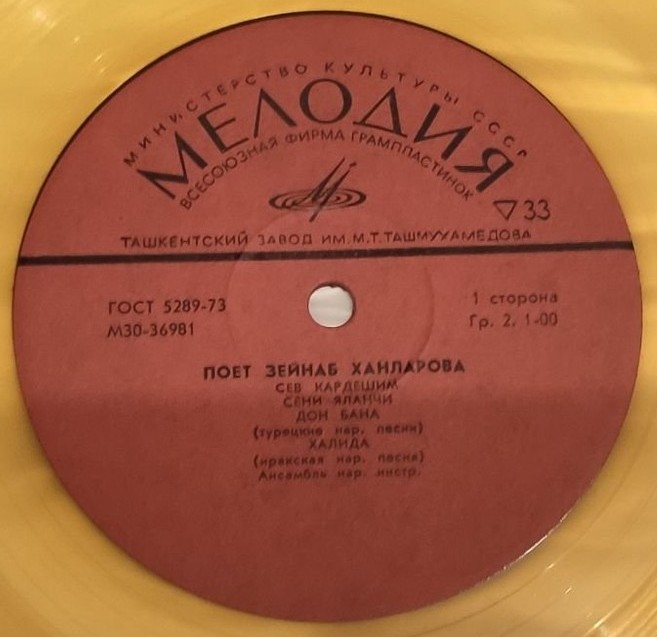 МИНИСТЕРСТВО КУЛЬТУРЫ СССР
МЕЛОДИЯ
ВСЕСОЮЗНАЯ ФИРМА ГРАМПЛАСТИНОК
33
ТАШКЕНТСКИЙ ЗАВОД ИМ. М.Т. ТАШМУХАМЕДОВА
ГОСТ 5289-73
1 сторона
М30-36981
Гр. 2. 1-00
ПОЕТ ЗЕЙНАБ ХАНЛАРОВА
СЕВ КАРДЕШИМ
СЕНИ ЯЛАНЧИ
ДОН БАНА
(турецкие нар. песни)
ХАЛИДА
(иракская нар. песня)
Ансамбль нар. инстр.